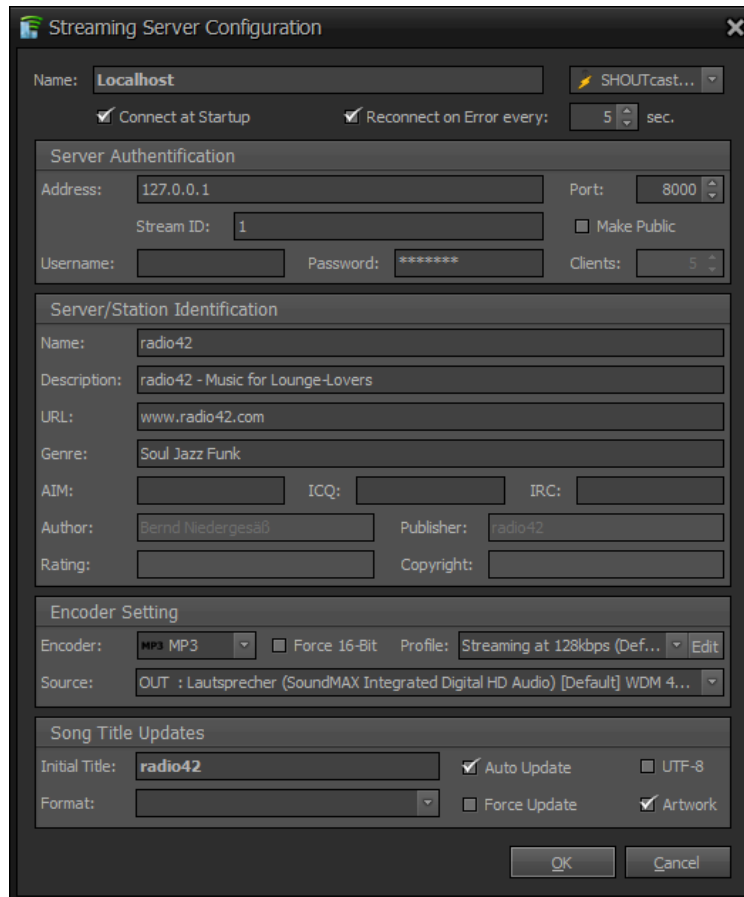 Streaming Server Configuration
Name: Localhost SHOUTcast...
Connect at Startup Reconnect on Error every: 5 sec.
Server Authentification
Address: 127.0.0.1 Port: 8000
Stream ID: 1 Make Public
Username: Password: ******* Clients: 5
Server/Station Identification
Name: radio42
Description: radio42 - Music for Lounge-Lovers
URL: www.radio42.com
Genre: Soul Jazz Funk
AIM: ICQ: IRC:
Author: Bernd Niedergesäß Publisher: radio42
Rating: Copyright:
Encoder Setting
Encoder: MP3 MP3 Force 16-Bit Profile: Streaming at 128kbps (Def... Edit
Source: OUT : Lautsprecher (SoundMAX Integrated Digital HD Audio) [Default] WDM 4...
Song Title Updates
Initial Title: radio42 Auto Update UTF-8
Format: Force Update Artwork
OK Cancel